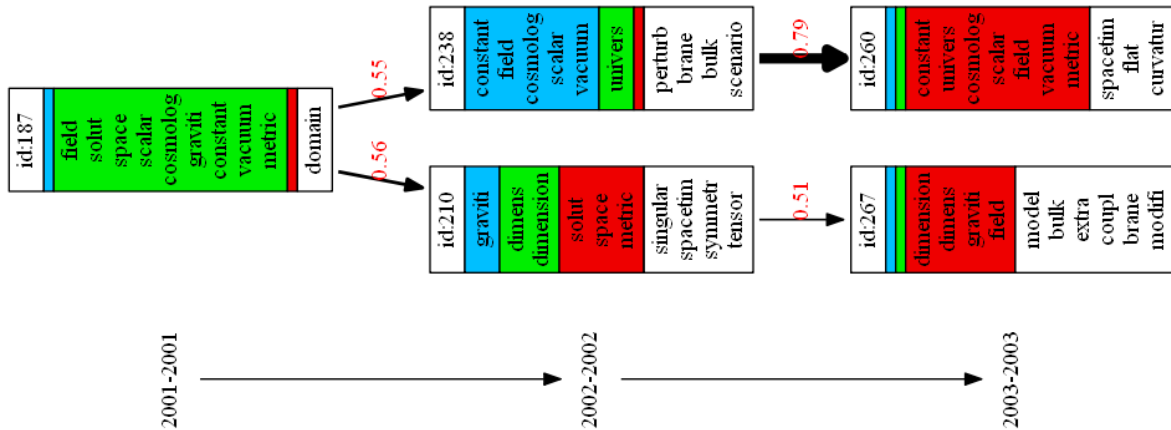 id:187
field
solut
space
scalar
cosmolog
graviti
constant
vacuum
metric
domain
0.55
0.56
id:238
constant
field
cosmolog
scalar
vacuum
univers
perturb
brane
bulk
scenario
0.79
id:260
constant
univers
cosmolog
scalar
field
vacuum
metric
spacetim
flat
curvatur
id:210
graviti
dimens
dimension
solut
space
metric
singular
spacetim
symmetr
tensor
0.51
id:267
dimension
dimens
graviti
field
model
bulk
extra
coupl
brane
modifi
2001-2001
2002-2002
2003-2003